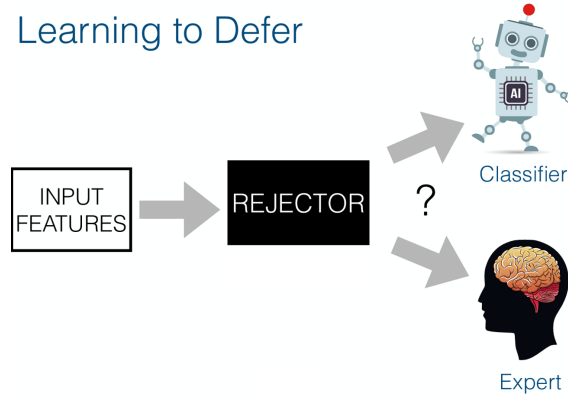 Learning to Defer
AI
Classifier
INPUT
FEATURES
REJECTOR
?
Expert